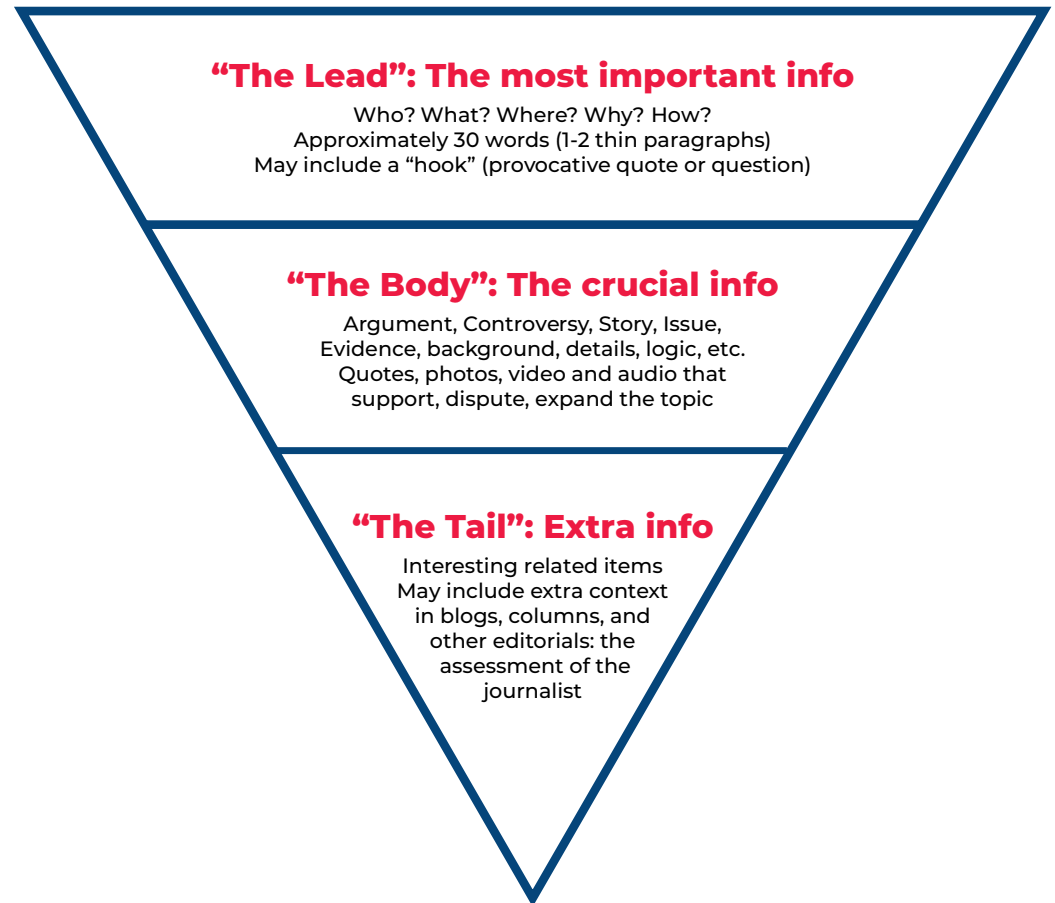 “The Lead”: The most important info
Who? What? Where? Why? How?
Approximately 30 words (1-2 thin paragraphs)
May include a “hook” (provocative quote or question)
“The Body”: The crucial info
Argument, Controversy, Story, Issue,
Evidence, background, details, logic, etc.
Quotes, photos, video and audio that
support, dispute, expand the topic
“The Tail”: Extra info
Interesting related items
May include extra context
in blogs, columns, and
other editorials: the
assessment of the
journalist